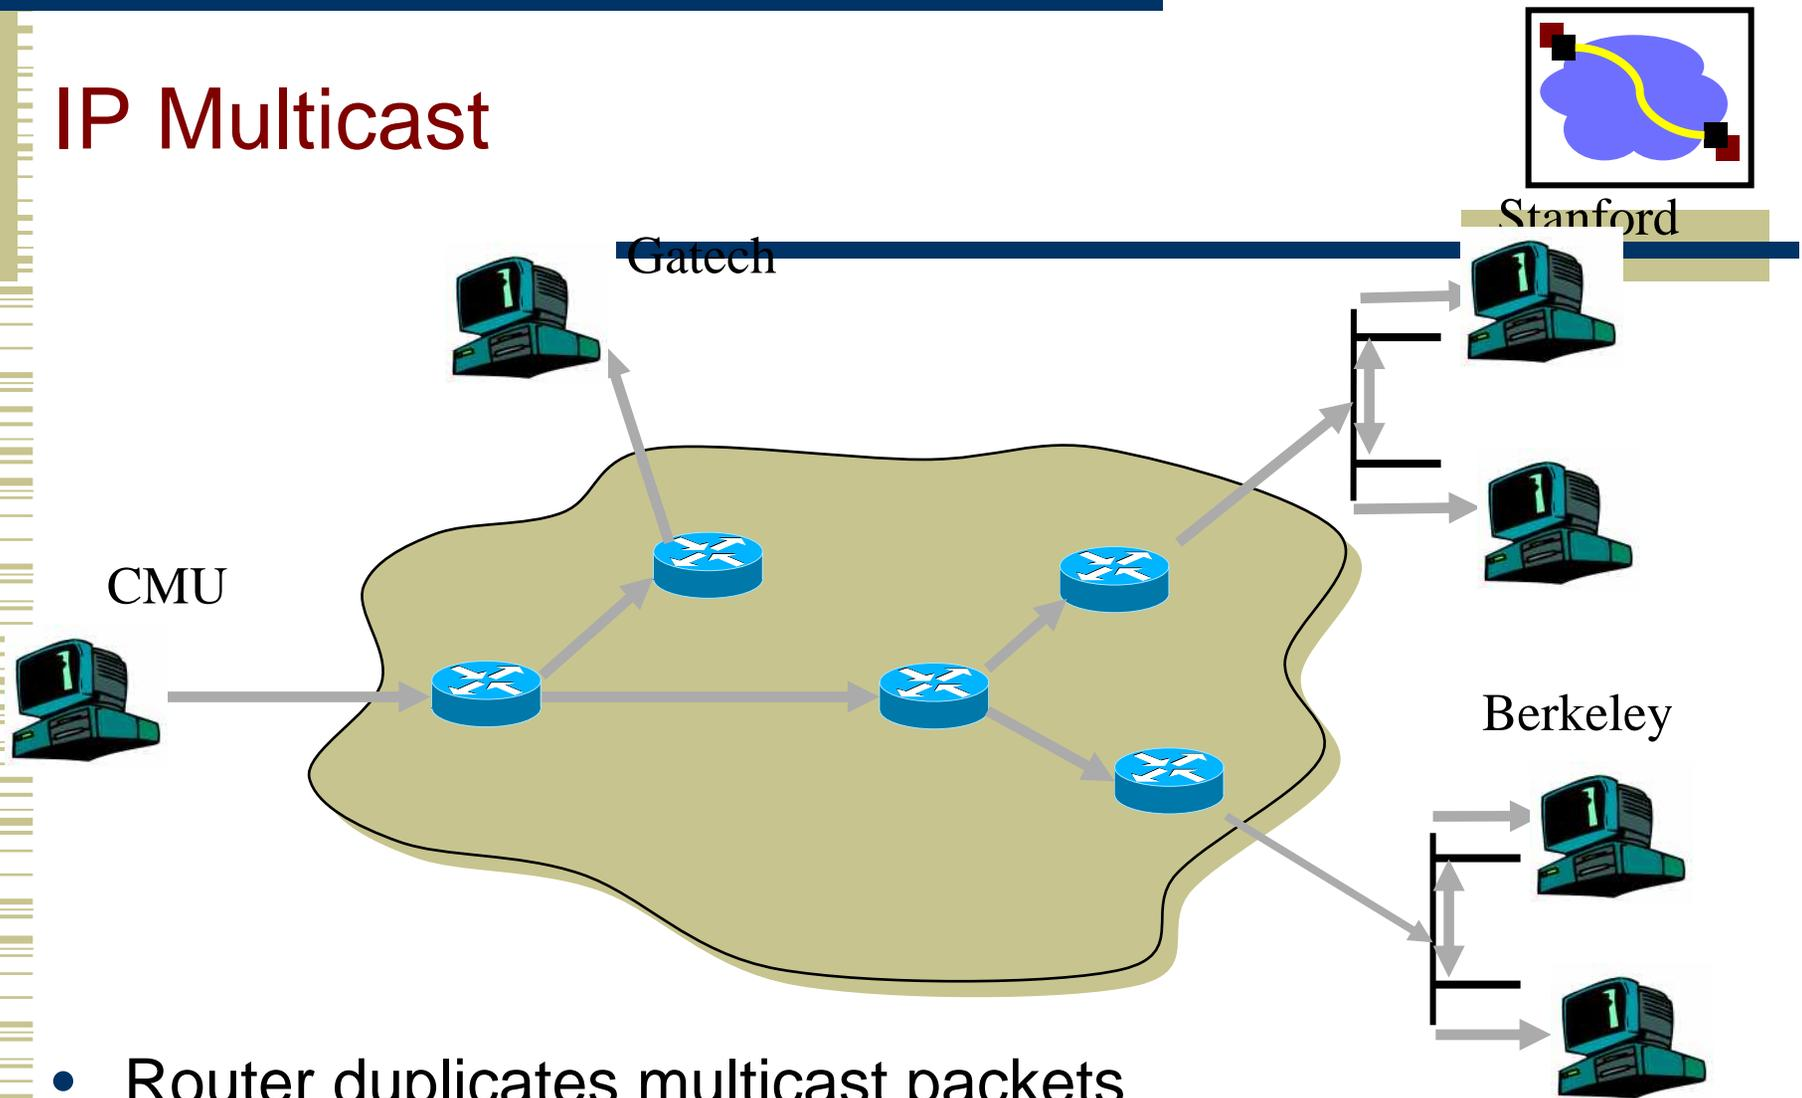 IP Multicast
Stanford
Gatech
CMU
Berkeley
• Router duplicates multicast packets